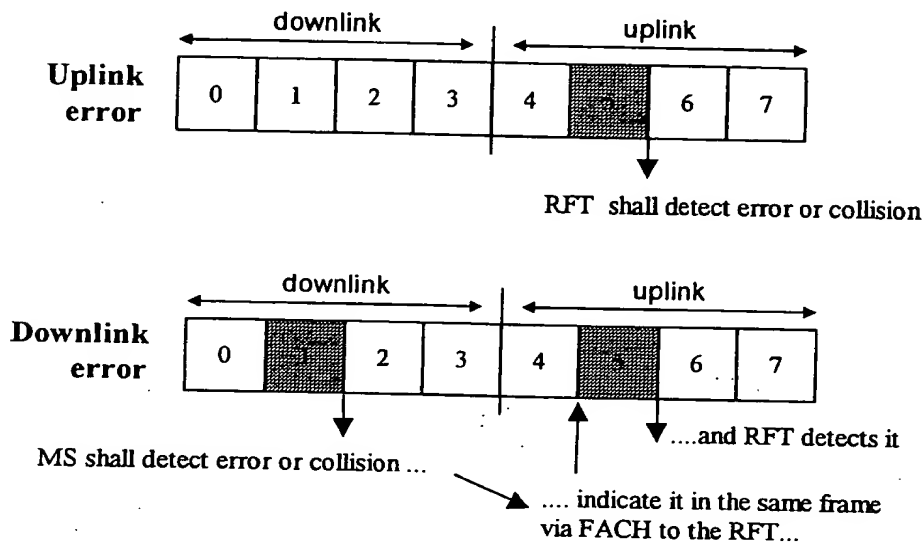 downlink uplink
Uplink error
0 1 2 3 4 5 6 7
RFT shall detect error or collision
downlink uplink
Downlink error
0 1 2 3 4 5 6 7
....and RFT detects it
MS shall detect error or collision ...
.... indicate it in the same frame
via FACH to the RFT...